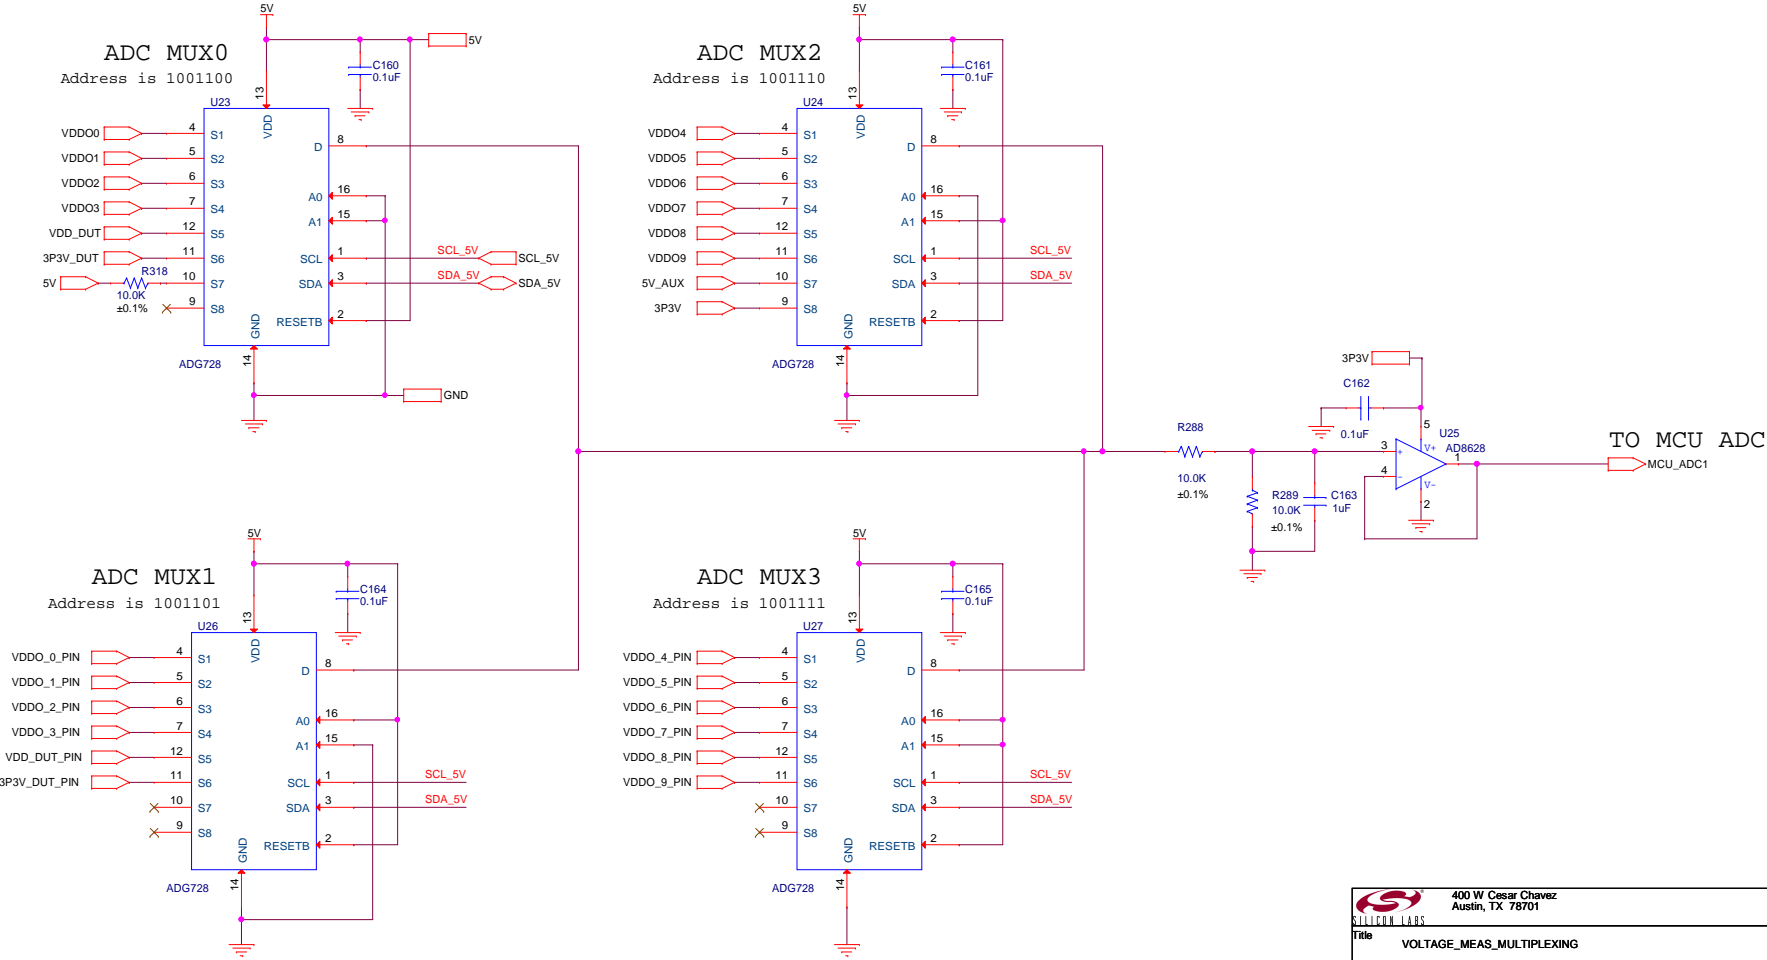 ADC MUX0
Address is 1001100
5V
5V
C160
0.1uF
13
U23
VDD
VDDO0 4 S1
VDDO1 5 S2
VDDO2 6 S3
VDDO3 7 S4
VDD_DUT 12 S5
3P3V_DUT 11 S6
5V R318 10 S7
10.0K
±0.1%
9 S8
D 8
A0 16
A1 15
SCL 1 SCL_5V SCL_5V
SDA 3 SDA_5V SDA_5V
RESETB 2
GND
14
ADG728
GND
ADC MUX2
Address is 1001110
5V
C161
0.1uF
13
U24
VDD
VDDO4 4 S1
VDDO5 5 S2
VDDO6 6 S3
VDDO7 7 S4
VDDO8 12 S5
VDDO9 11 S6
5V_AUX 10 S7
3P3V 9 S8
D 8
A0 16
A1 15
SCL 1 SCL_5V
SDA 3 SDA_5V
RESETB 2
GND
14
ADG728
R288
10.0K
±0.1%
R289
10.0K
±0.1%
C163
1uF
3P3V
C162
0.1uF
5
U25
AD8628
3 +
4 -
V+
V-
1
2
TO MCU ADC
MCU_ADC1
ADC MUX1
Address is 1001101
5V
C164
0.1uF
13
U26
VDD
VDDO_0_PIN 4 S1
VDDO_1_PIN 5 S2
VDDO_2_PIN 6 S3
VDDO_3_PIN 7 S4
VDD_DUT_PIN 12 S5
3P3V_DUT_PIN 11 S6
10 S7
9 S8
D 8
A0 16
A1 15
SCL 1 SCL_5V
SDA 3 SDA_5V
RESETB 2
GND
14
ADG728
ADC MUX3
Address is 1001111
5V
C165
0.1uF
13
U27
VDD
VDDO_4_PIN 4 S1
VDDO_5_PIN 5 S2
VDDO_6_PIN 6 S3
VDDO_7_PIN 7 S4
VDDO_8_PIN 12 S5
VDDO_9_PIN 11 S6
10 S7
9 S8
D 8
A0 16
A1 15
SCL 1 SCL_5V
SDA 3 SDA_5V
RESETB 2
GND
14
ADG728
SILICON LABS
400 W Cesar Chavez
Austin, TX 78701
Title
VOLTAGE_MEAS_MULTIPLEXING